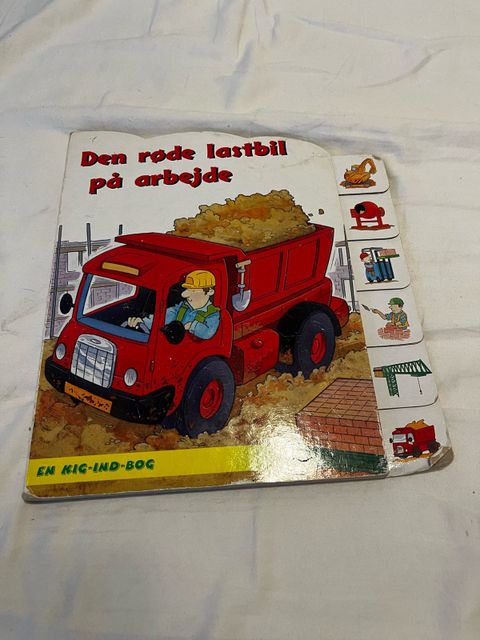 Den røde lastbil
på arbejde
EN KIG-IND-BOG